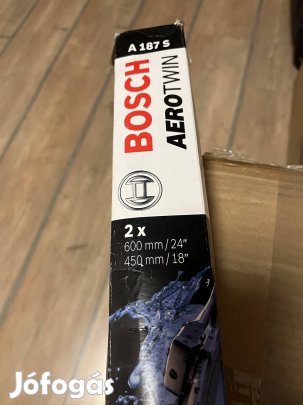 A 187 S
BOSCH
AEROTWIN
2 x
600 mm / 24"
450 mm / 18"
Jófogás